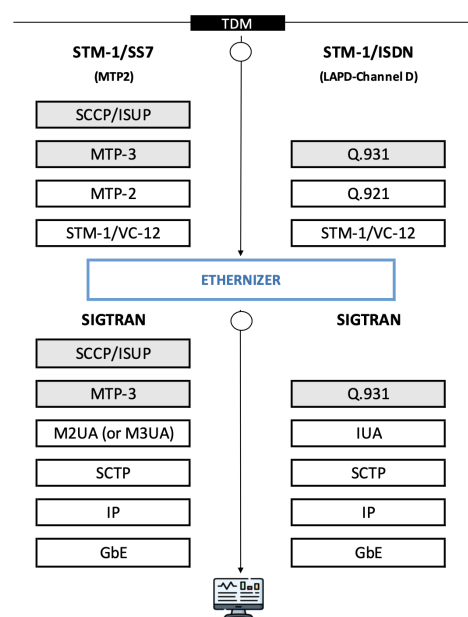 TDM
STM-1/SS7
(MTP2)
SCCP/ISUP
MTP-3
MTP-2
STM-1/VC-12
STM-1/ISDN
(LAPD-Channel D)
Q.931
Q.921
STM-1/VC-12
ETHERNIZER
SIGTRAN
SCCP/ISUP
MTP-3
M2UA (or M3UA)
SCTP
IP
GbE
SIGTRAN
Q.931
IUA
SCTP
IP
GbE